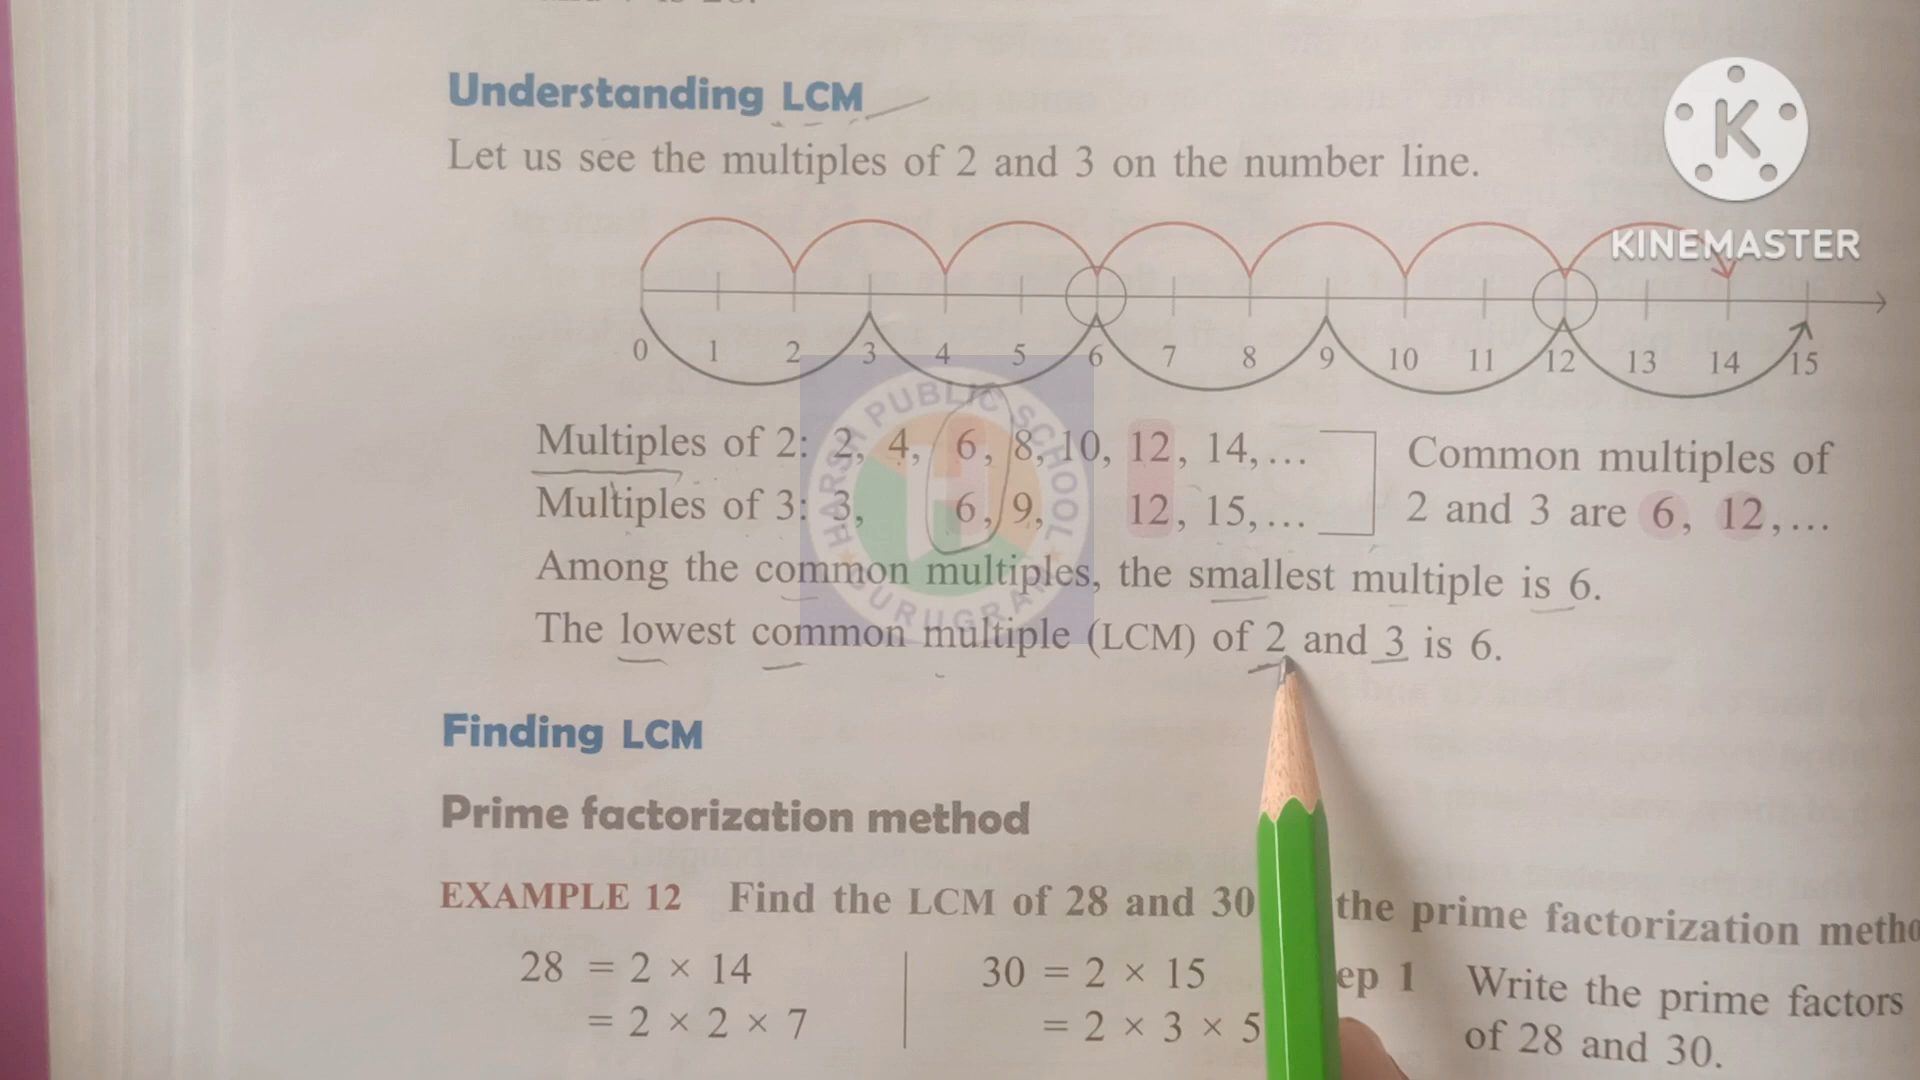 Understanding LCM
Let us see the multiples of 2 and 3 on the number line.
KINEMASTER
0 1 2 3 4 5 6 7 8 9 10 11 12 13 14 15
Multiples of 2: 2, 4, 6, 8, 10, 12, 14,...
Multiples of 3: 3, 6, 9, 12, 15,...
Common multiples of
2 and 3 are 6, 12,...
HARSH PUBLIC SCHOOL
GURUGRAM
Among the common multiples, the smallest multiple is 6.
The lowest common multiple (LCM) of 2 and 3 is 6.
Finding LCM
Prime factorization method
EXAMPLE 12 Find the LCM of 28 and 30 the prime factorization metho
28 = 2 × 14
= 2 × 2 × 7
30 = 2 × 15
= 2 × 3 × 5
ep 1 Write the prime factors
of 28 and 30.